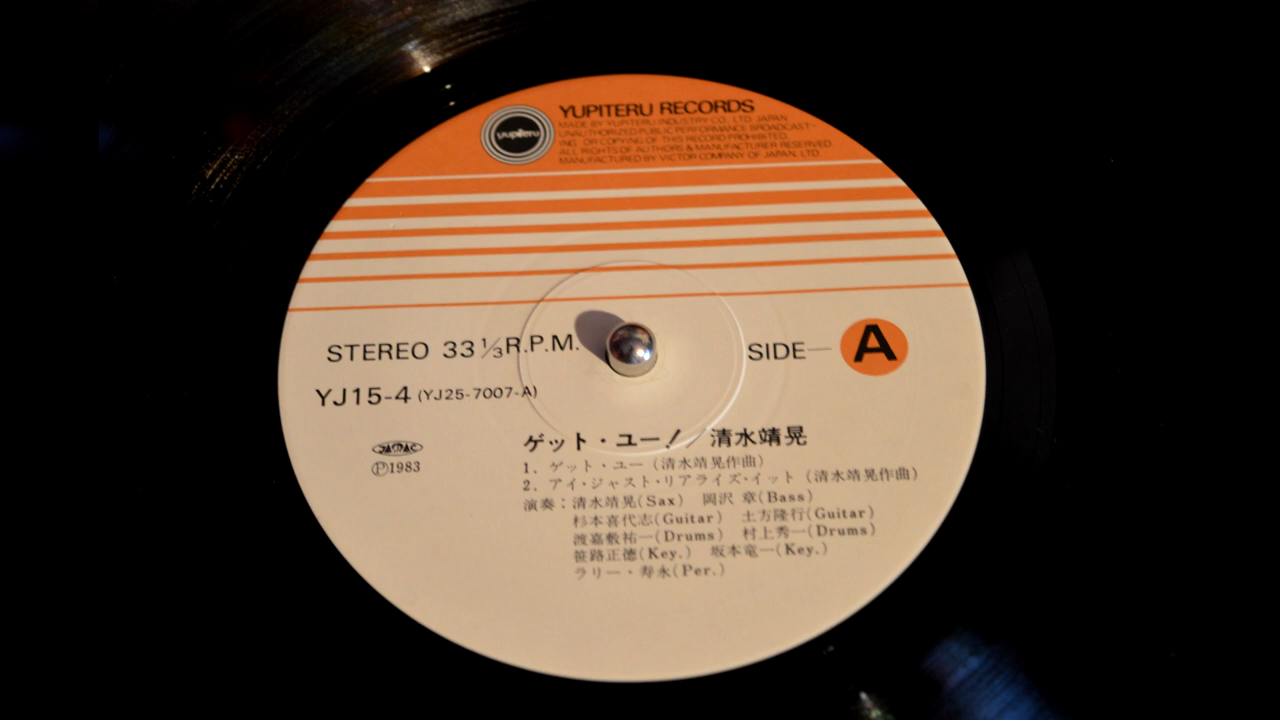 yupiteru
YUPITERU RECORDS
MADE BY YUPITERU INDUSTRY CO., LTD. JAPAN
UNAUTHORIZED PUBLIC PERFORMANCE BROADCAST-
ING OR COPYING OF THIS RECORD PROHIBITED.
ALL RIGHTS OF AUTHORS & MANUFACTURER RESERVED.
MANUFACTURED BY VICTOR COMPANY OF JAPAN, LTD.
STEREO 33 1/3 R.P.M. SIDE— A
YJ15-4 (YJ25-7007-A)
JASRAC
Ⓟ1983
ゲット・ユー!/清水靖晃
1. ゲット・ユー (清水靖晃作曲)
2. アイ・ジャスト・リアライズ・イット (清水靖晃作曲)
演奏:清水靖晃(Sax) 岡沢 章(Bass)
杉本喜代志(Guitar) 土方隆行(Guitar)
渡嘉敷祐一(Drums) 村上秀一(Drums)
笹路正徳(Key.) 坂本竜一(Key.)
ラリー・寿永(Per.)